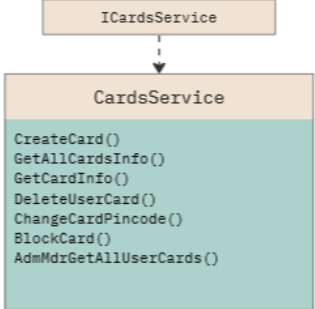 ICardsService
CardsService
CreateCard()
GetAllCardsInfo()
GetCardInfo()
DeleteUserCard()
ChangeCardPincode()
BlockCard()
AdmMdrGetAllUserCards()